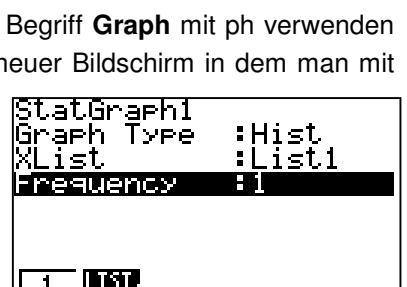 Begriff Graph mit ph verwenden
neuer Bildschirm in dem man mit
StatGraph1
Graph Type :Hist
XList :List1
Frequency :1
1 LIST